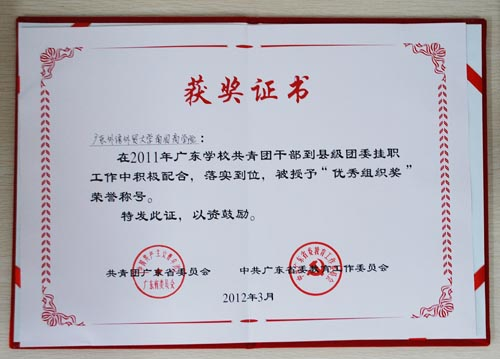 获奖证书
广东外语外贸大学南国商学院：
在2011年广东学校共青团干部到县级团委挂职
工作中积极配合，落实到位，被授予“优秀组织奖”
荣誉称号。
特发此证，以资鼓励。
共青团广东省委员会 中共广东省委教育工作委员会
2012年3月